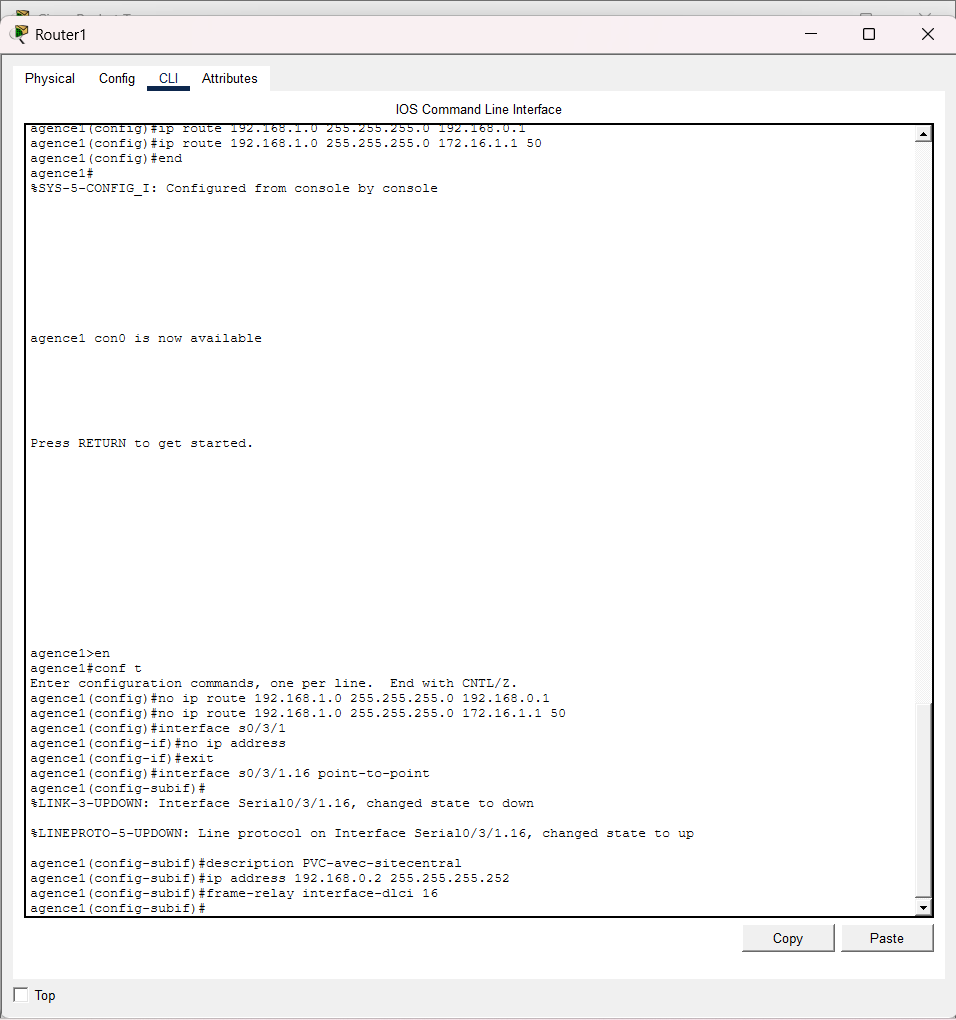 Router1
Physical Config CLI Attributes
IOS Command Line Interface
agence1(config)#ip route 192.168.1.0 255.255.255.0 192.168.0.1
agence1(config)#ip route 192.168.1.0 255.255.255.0 172.16.1.1 50
agence1(config)#end
agence1#
%SYS-5-CONFIG_I: Configured from console by console
agence1 con0 is now available
Press RETURN to get started.
agence1>en
agence1#conf t
Enter configuration commands, one per line.  End with CNTL/Z.
agence1(config)#no ip route 192.168.1.0 255.255.255.0 192.168.0.1
agence1(config)#no ip route 192.168.1.0 255.255.255.0 172.16.1.1 50
agence1(config)#interface s0/3/1
agence1(config-if)#no ip address
agence1(config-if)#exit
agence1(config)#interface s0/3/1.16 point-to-point
agence1(config-subif)#
%LINK-3-UPDOWN: Interface Serial0/3/1.16, changed state to down
%LINEPROTO-5-UPDOWN: Line protocol on Interface Serial0/3/1.16, changed state to up
agence1(config-subif)#description PVC-avec-sitecentral
agence1(config-subif)#ip address 192.168.0.2 255.255.255.252
agence1(config-subif)#frame-relay interface-dlci 16
agence1(config-subif)#
Copy Paste
Top